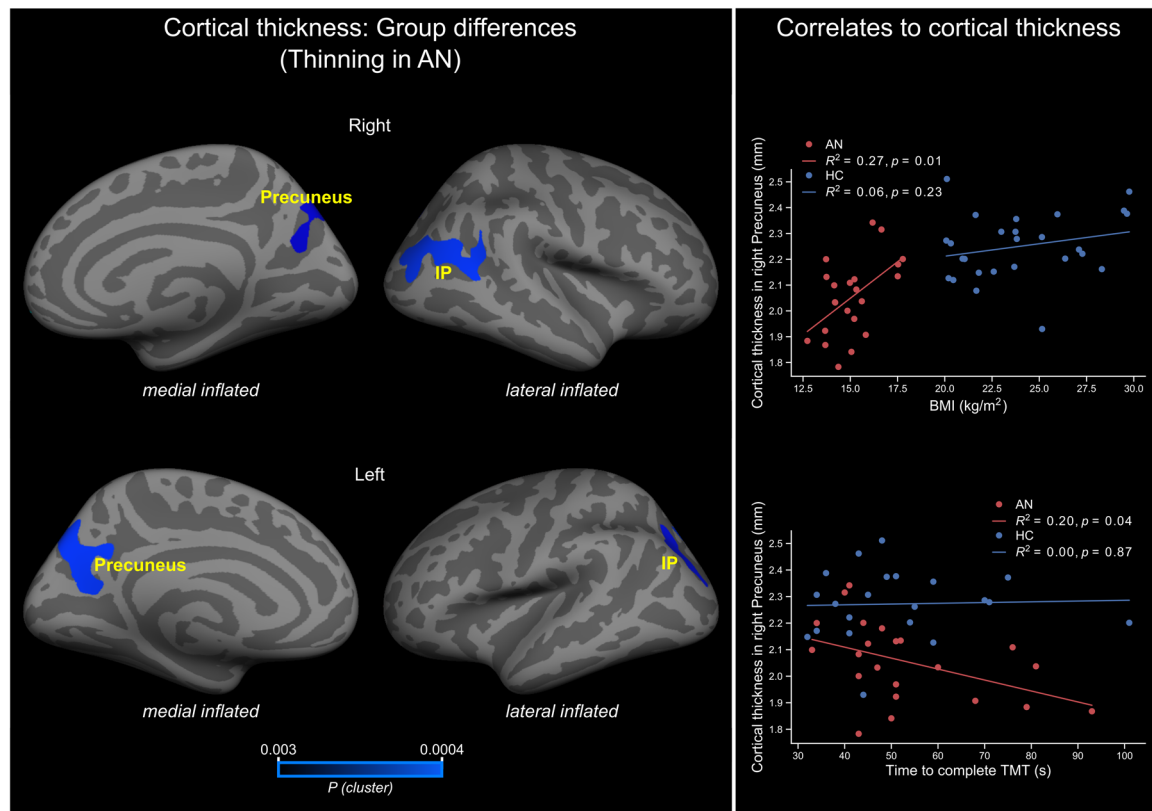 Cortical thickness: Group differences
(Thinning in AN)
Right
Precuneus
IP
medial inflated
lateral inflated
Left
Precuneus
IP
medial inflated
lateral inflated
0.003
0.0004
P (cluster)
Correlates to cortical thickness
AN
R² = 0.27, p = 0.01
HC
R² = 0.06, p = 0.23
Cortical thickness in right Precuneus (mm)
2.5
2.4
2.3
2.2
2.1
2.0
1.9
1.8
12.5 15.0 17.5 20.0 22.5 25.0 27.5 30.0
BMI (kg/m²)
AN
R² = 0.20, p = 0.04
HC
R² = 0.00, p = 0.87
Cortical thickness in right Precuneus (mm)
2.5
2.4
2.3
2.2
2.1
2.0
1.9
1.8
30 40 50 60 70 80 90 100
Time to complete TMT (s)